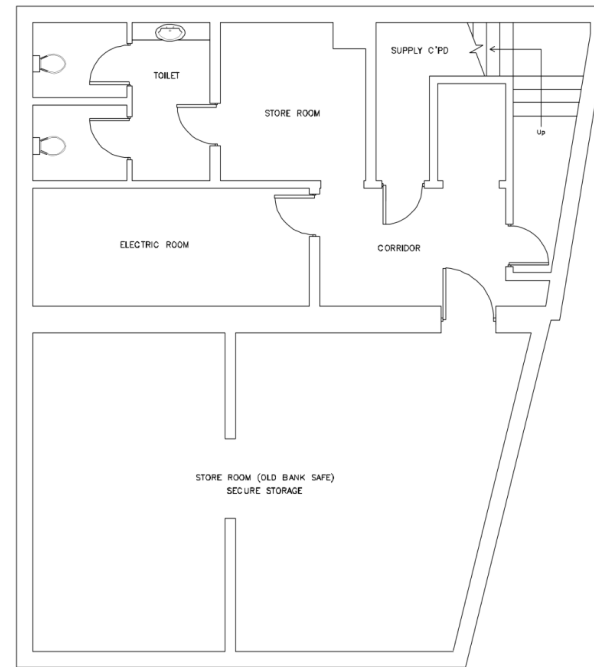 SUPPLY C'PD
TOILET
STORE ROOM
Up
ELECTRIC ROOM
CORRIDOR
STORE ROOM (OLD BANK SAFE)
SECURE STORAGE